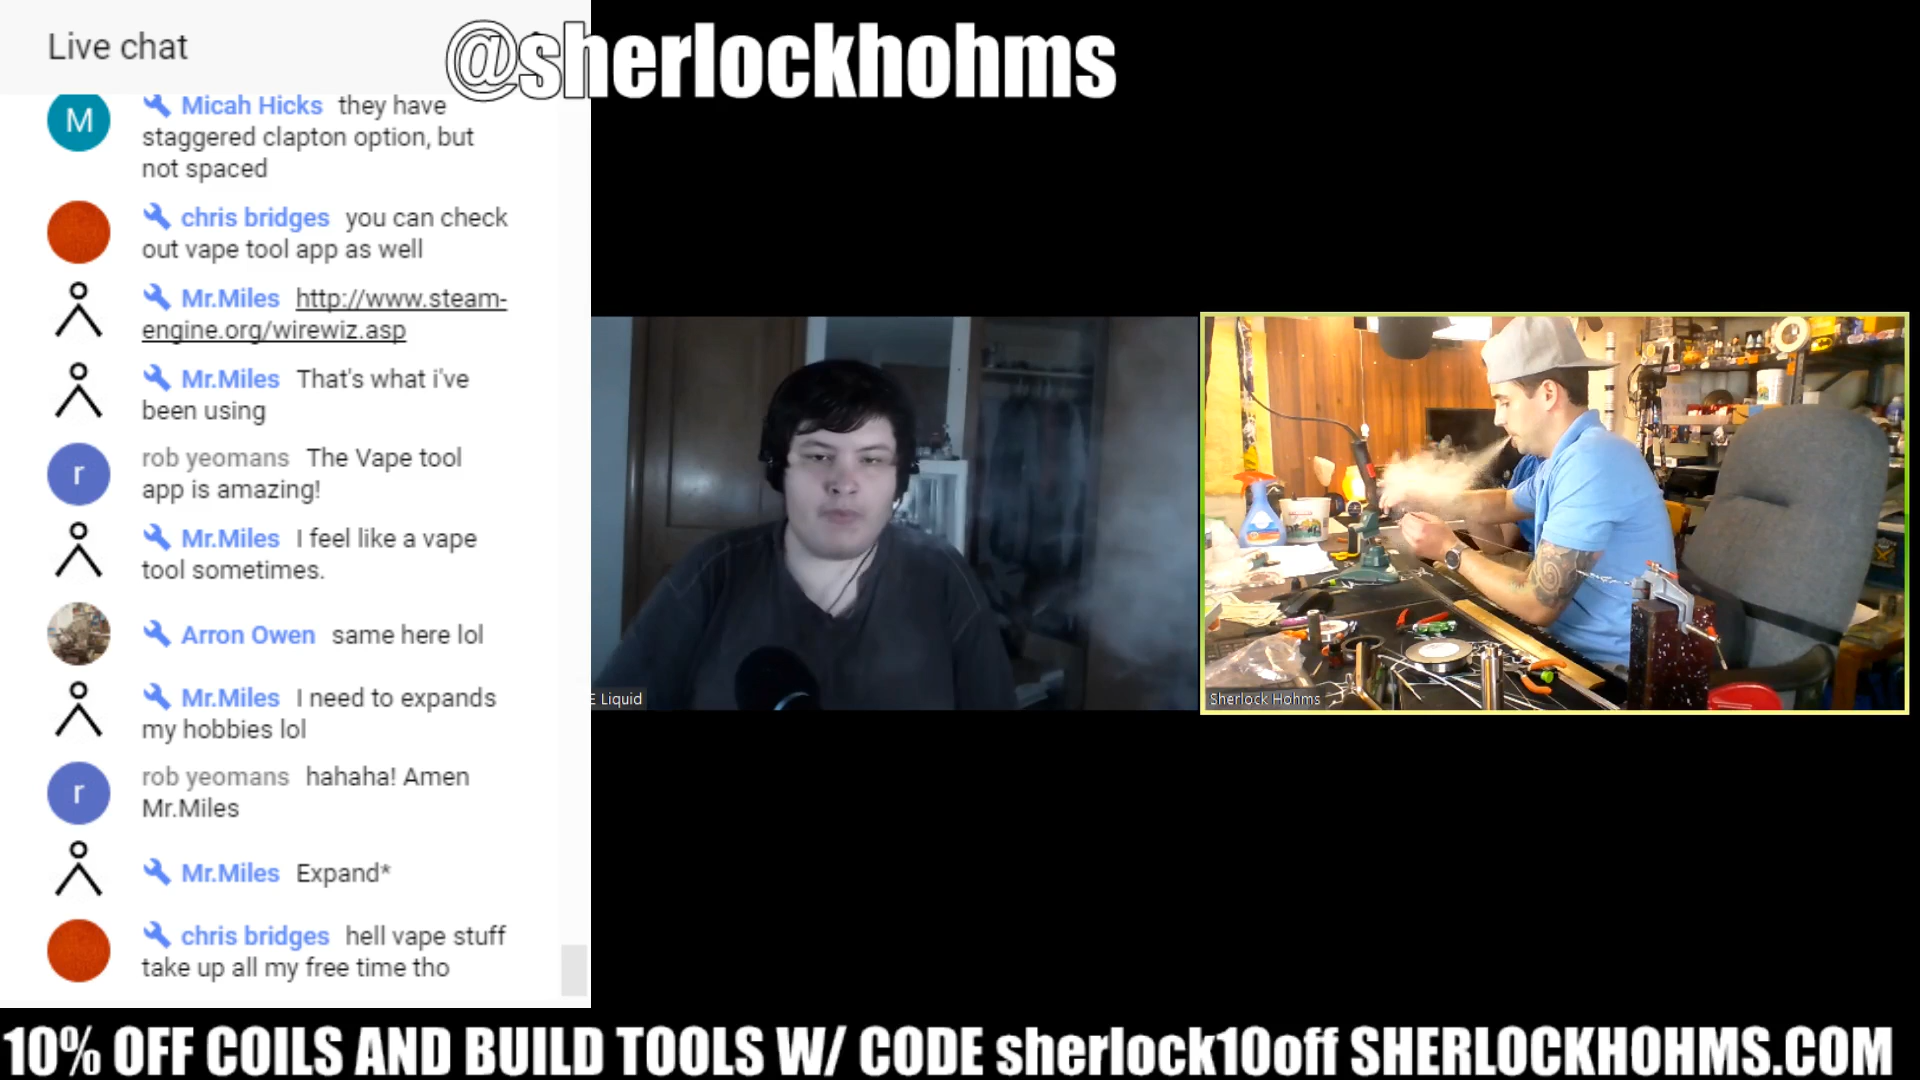 Live chat
@sherlockhohms
M
Micah Hicks they have
staggered clapton option, but
not spaced
chris bridges you can check
out vape tool app as well
Mr.Miles http://www.steam-
engine.org/wirewiz.asp
Mr.Miles That's what i've
been using
r
rob yeomans The Vape tool
app is amazing!
Mr.Miles I feel like a vape
tool sometimes.
Arron Owen same here lol
Mr.Miles I need to expands
my hobbies lol
r
rob yeomans hahaha! Amen
Mr.Miles
Mr.Miles Expand*
chris bridges hell vape stuff
take up all my free time tho
E Liquid
Sherlock Hohms
10% OFF COILS AND BUILD TOOLS W/ CODE sherlock10off SHERLOCKHOHMS.COM